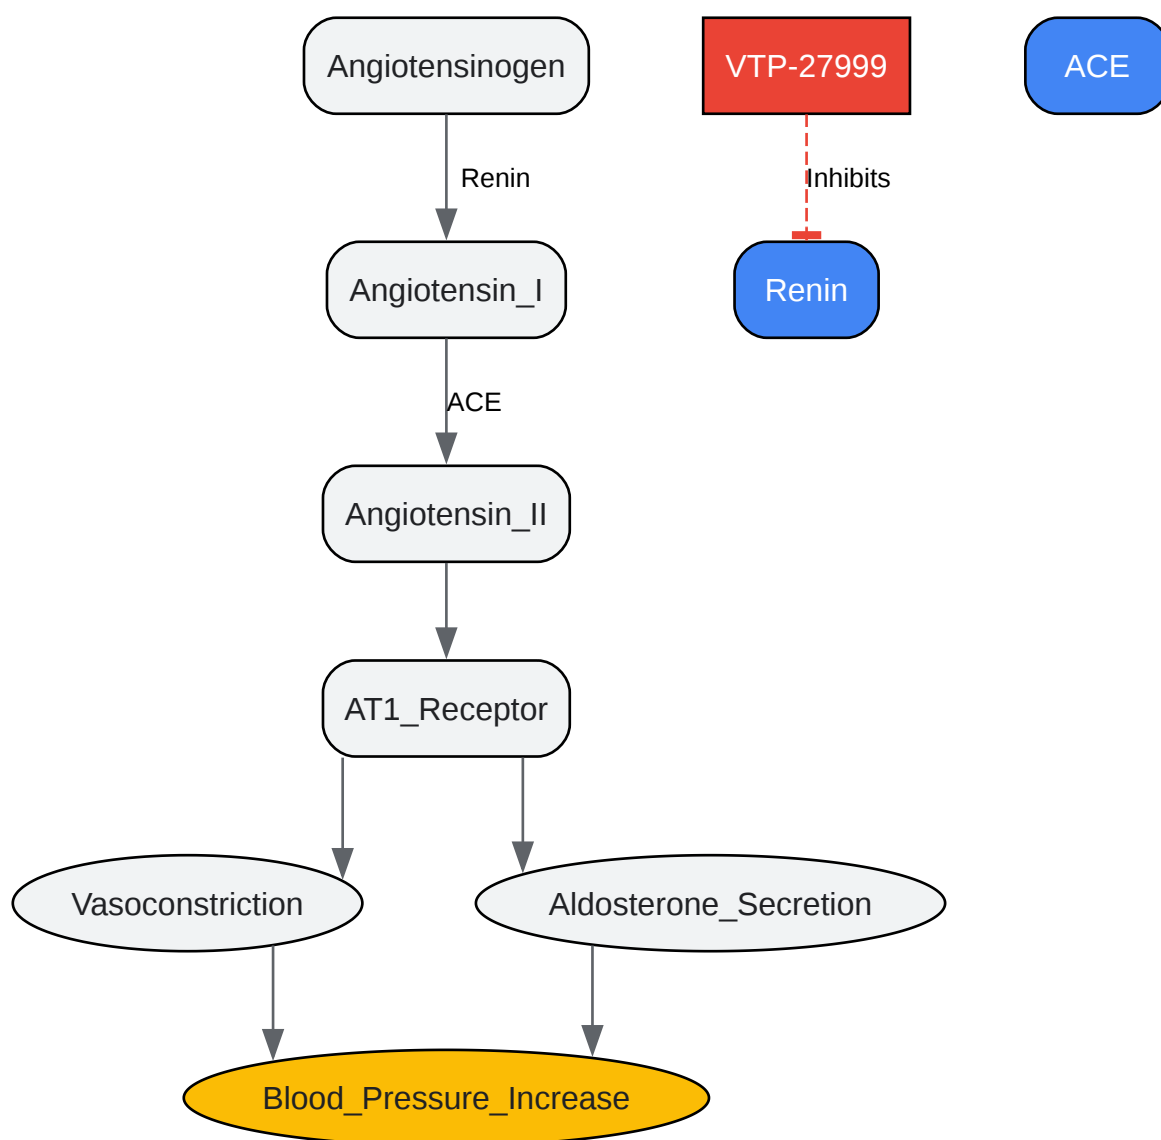 Angiotensinogen
VTP-27999
ACE
Renin
Inhibits
Angiotensin_I
Renin
ACE
Angiotensin_II
AT1_Receptor
Vasoconstriction
Aldosterone_Secretion
Blood_Pressure_Increase